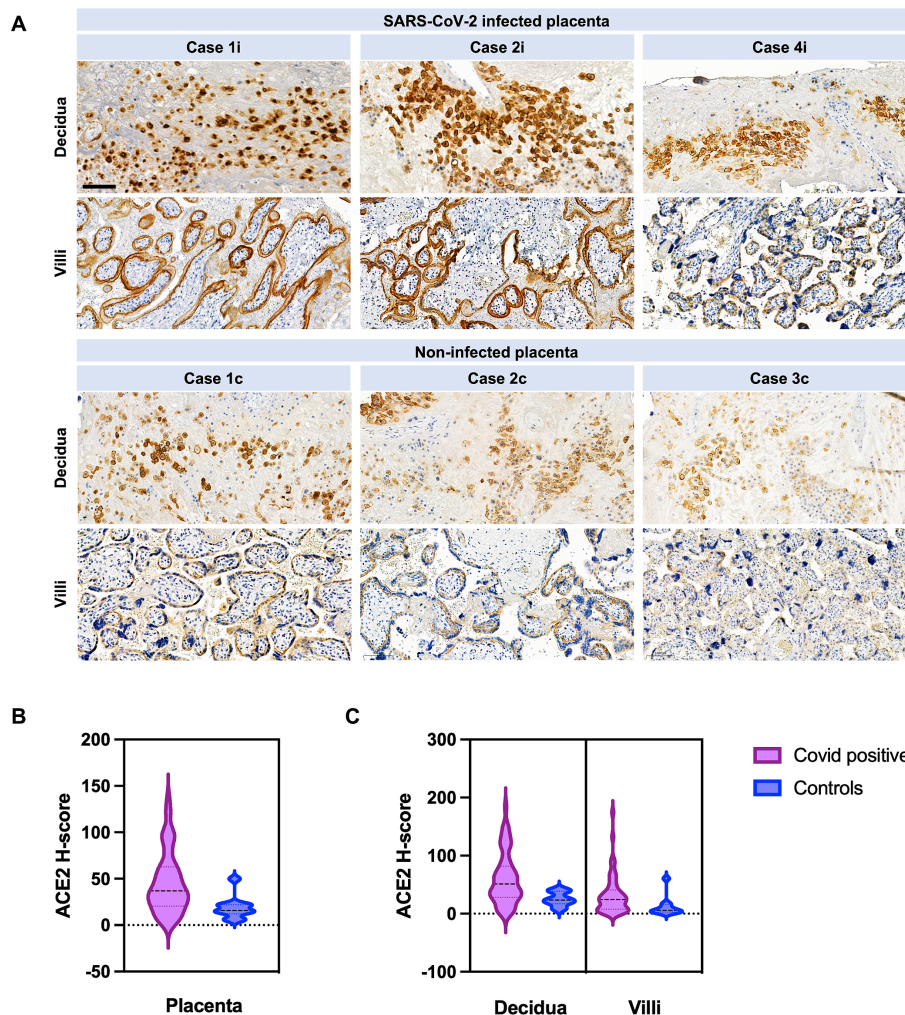 A
SARS-CoV-2 infected placenta
Case 1i
Case 2i
Case 4i
Decidua
Villi
Non-infected placenta
Case 1c
Case 2c
Case 3c
Decidua
Villi
B
ACE2 H-score
200
150
100
50
0
-50
Placenta
C
ACE2 H-score
300
200
100
0
-100
Decidua
Villi
Covid positive
Controls